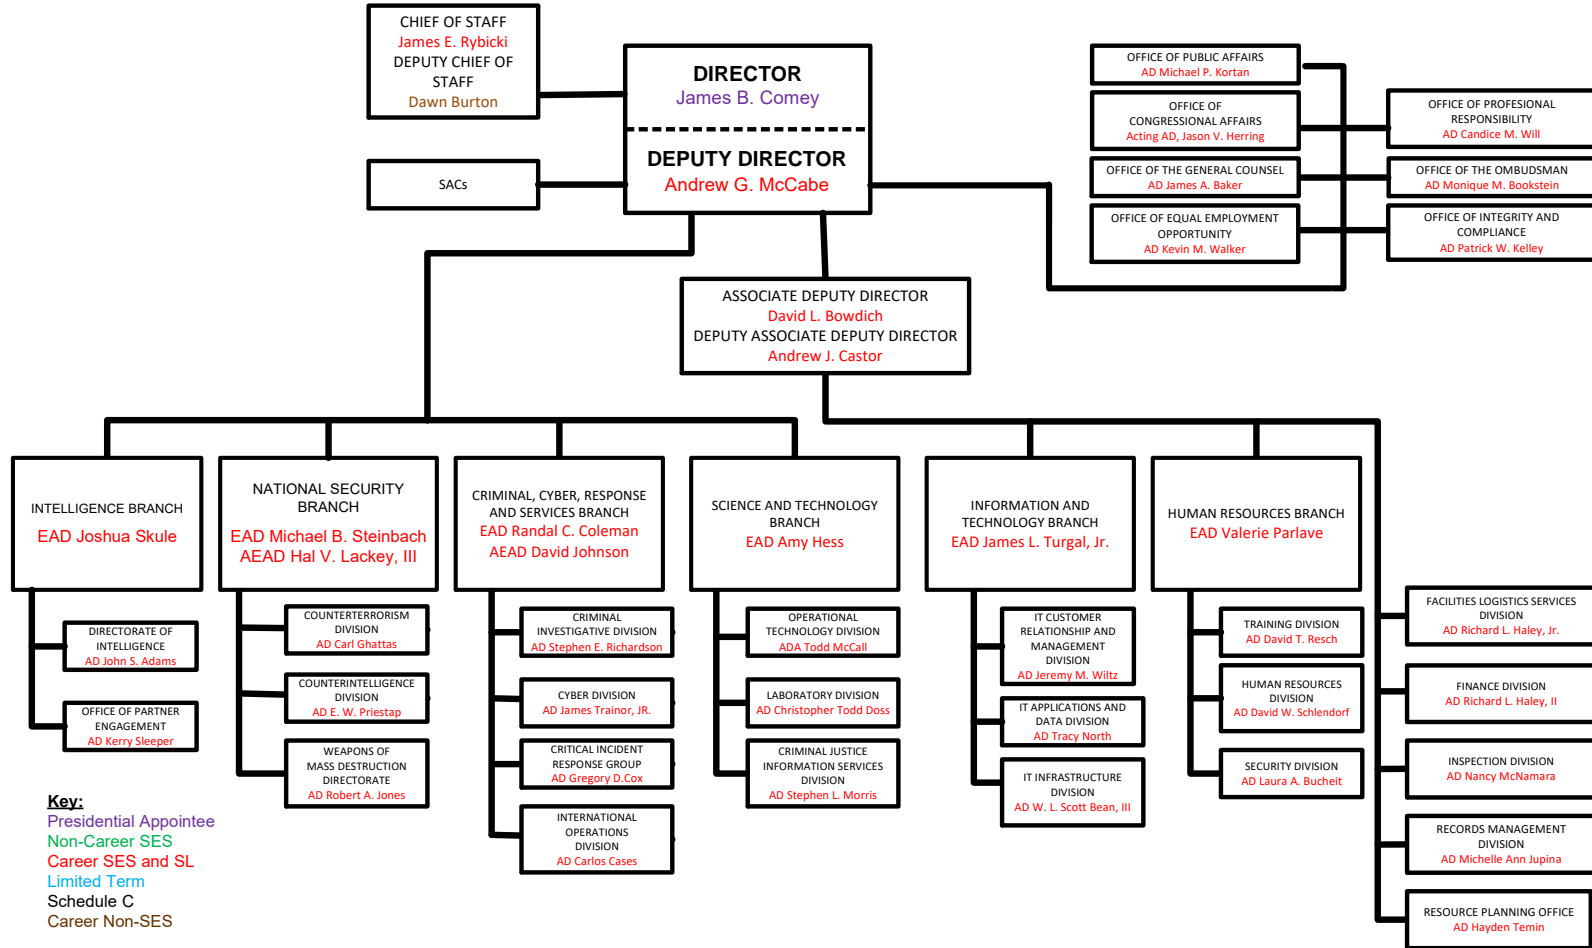 CHIEF OF STAFF
James E. Rybicki
DEPUTY CHIEF OF
STAFF
Dawn Burton
DIRECTOR
James B. Comey
DEPUTY DIRECTOR
Andrew G. McCabe
SACs
OFFICE OF PUBLIC AFFAIRS
AD Michael P. Kortan
OFFICE OF
CONGRESSIONAL AFFAIRS
Acting AD, Jason V. Herring
OFFICE OF PROFESIONAL
RESPONSIBILITY
AD Candice M. Will
OFFICE OF THE GENERAL COUNSEL
AD James A. Baker
OFFICE OF THE OMBUDSMAN
AD Monique M. Bookstein
OFFICE OF EQUAL EMPLOYMENT
OPPORTUNITY
AD Kevin M. Walker
OFFICE OF INTEGRITY AND
COMPLIANCE
AD Patrick W. Kelley
ASSOCIATE DEPUTY DIRECTOR
David L. Bowdich
DEPUTY ASSOCIATE DEPUTY DIRECTOR
Andrew J. Castor
INTELLIGENCE BRANCH
EAD Joshua Skule
NATIONAL SECURITY
BRANCH
EAD Michael B. Steinbach
AEAD Hal V. Lackey, III
CRIMINAL, CYBER, RESPONSE
AND SERVICES BRANCH
EAD Randal C. Coleman
AEAD David Johnson
SCIENCE AND TECHNOLOGY
BRANCH
EAD Amy Hess
INFORMATION AND
TECHNOLOGY BRANCH
EAD James L. Turgal, Jr.
HUMAN RESOURCES BRANCH
EAD Valerie Parlave
DIRECTORATE OF
INTELLIGENCE
AD John S. Adams
OFFICE OF PARTNER
ENGAGEMENT
AD Kerry Sleeper
COUNTERTERRORISM
DIVISION
AD Carl Ghattas
COUNTERINTELLIGENCE
DIVISION
AD E. W. Priestap
WEAPONS OF
MASS DESTRUCTION
DIRECTORATE
AD Robert A. Jones
CRIMINAL
INVESTIGATIVE DIVISION
AD Stephen E. Richardson
CYBER DIVISION
AD James Trainor, JR.
CRITICAL INCIDENT
RESPONSE GROUP
AD Gregory D.Cox
INTERNATIONAL
OPERATIONS
DIVISION
AD Carlos Cases
OPERATIONAL
TECHNOLOGY DIVISION
ADA Todd McCall
LABORATORY DIVISION
AD Christopher Todd Doss
CRIMINAL JUSTICE
INFORMATION SERVICES
DIVISION
AD Stephen L. Morris
IT CUSTOMER
RELATIONSHIP AND
MANAGEMENT
DIVISION
AD Jeremy M. Wiltz
IT APPLICATIONS AND
DATA DIVISION
AD Tracy North
IT INFRASTRUCTURE
DIVISION
AD W. L. Scott Bean, III
TRAINING DIVISION
AD David T. Resch
HUMAN RESOURCES
DIVISION
AD David W. Schlendorf
SECURITY DIVISION
AD Laura A. Bucheit
FACILITIES LOGISTICS SERVICES
DIVISION
AD Richard L. Haley, Jr.
FINANCE DIVISION
AD Richard L. Haley, II
INSPECTION DIVISION
AD Nancy McNamara
RECORDS MANAGEMENT
DIVISION
AD Michelle Ann Jupina
RESOURCE PLANNING OFFICE
AD Hayden Temin
Key:
Presidential Appointee
Non-Career SES
Career SES and SL
Limited Term
Schedule C
Career Non-SES